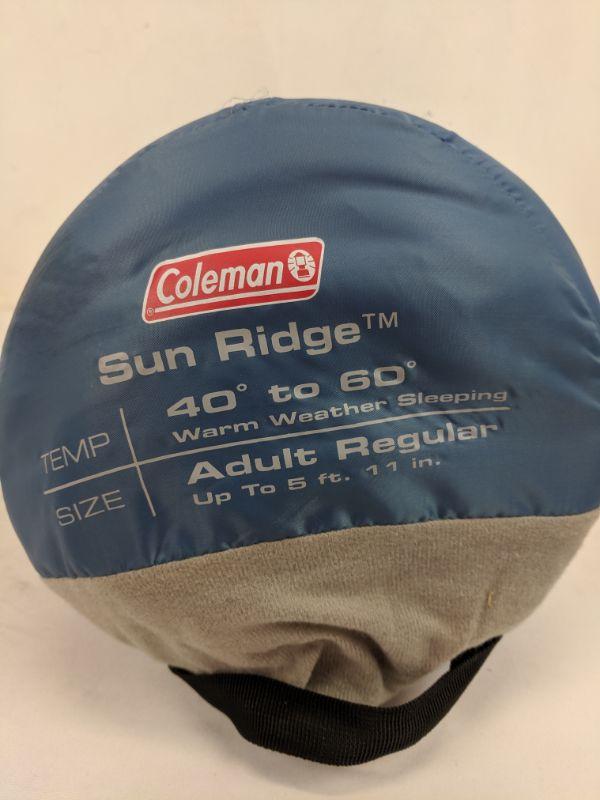 Coleman ®
Sun Ridge™
TEMP 40° to 60°
Warm Weather Sleeping
SIZE Adult Regular
Up To 5 ft. 11 in.